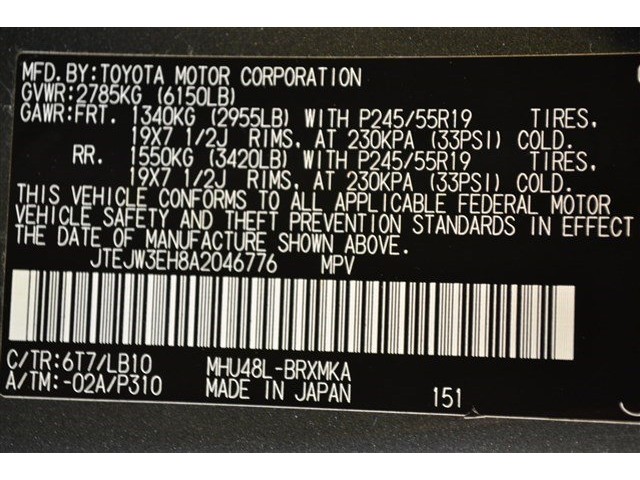 MFD.BY:TOYOTA MOTOR CORPORATION
GVWR:2785KG (6150LB)
GAWR:FRT. 1340KG (2955LB) WITH P245/55R19 TIRES,
19X7 1/2J RIMS, AT 230KPA (33PSI) COLD.
RR. 1550KG (3420LB) WITH P245/55R19 TIRES,
19X7 1/2J RIMS, AT 230KPA (33PSI) COLD.
THIS VEHICLE CONFORMS TO ALL APPLICABLE FEDERAL MOTOR
VEHICLE SAFETY AND THEFT PREVENTION STANDARDS IN EFFECT
THE DATE OF MANUFACTURE SHOWN ABOVE.
JTEJW3EH8A2046776 MPV
C/TR:6T7/LB10 MHU48L-BRXMKA
A/TM:-02A/P310 MADE IN JAPAN 151